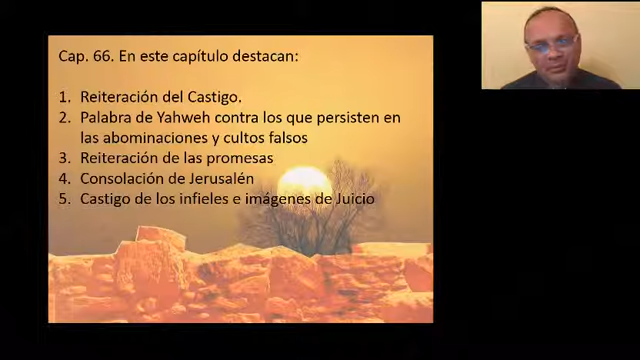 Cap. 66. En este capítulo destacan:
1. Reiteración del Castigo.
2. Palabra de Yahweh contra los que persisten en
las abominaciones y cultos falsos
3. Reiteración de las promesas
4. Consolación de Jerusalén
5. Castigo de los infieles e imágenes de Juicio